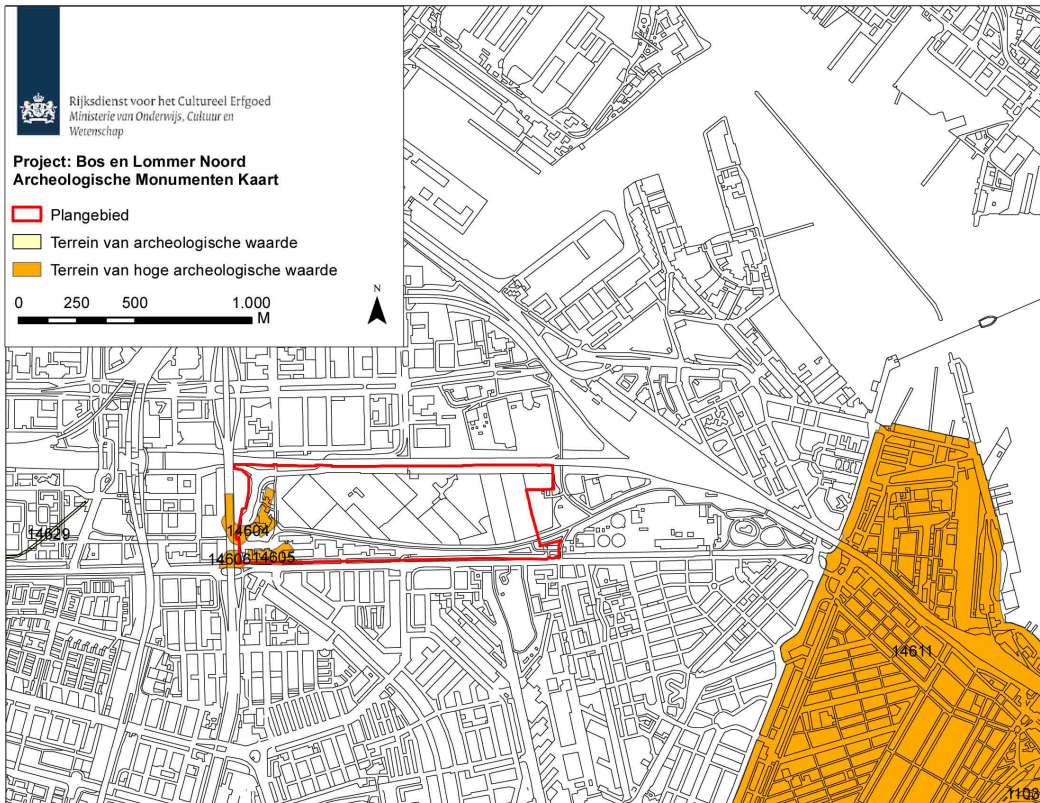 Rijksdienst voor het Cultureel Erfgoed
Ministerie van Onderwijs, Cultuur en
Wetenschap
Project: Bos en Lommer Noord
Archeologische Monumenten Kaart
Plangebied
Terrein van archeologische waarde
Terrein van hoge archeologische waarde
0 250 500 1.000
M
N
14629
14604
14605
14611